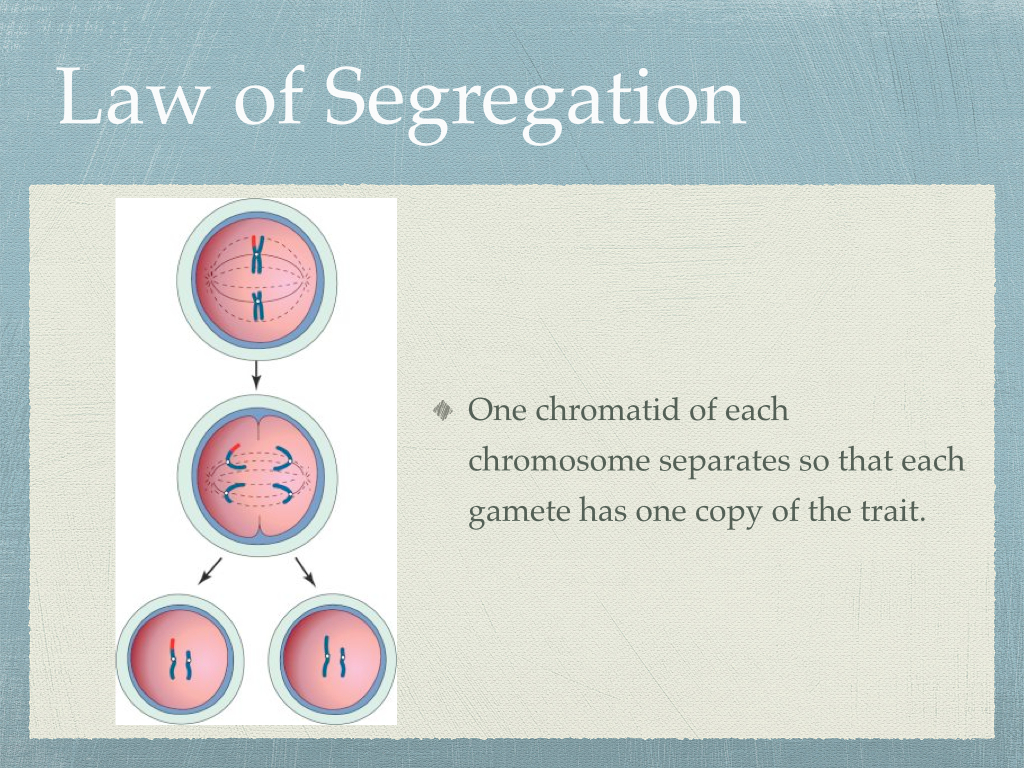 Law of Segregation
One chromatid of each
chromosome separates so that each
gamete has one copy of the trait.